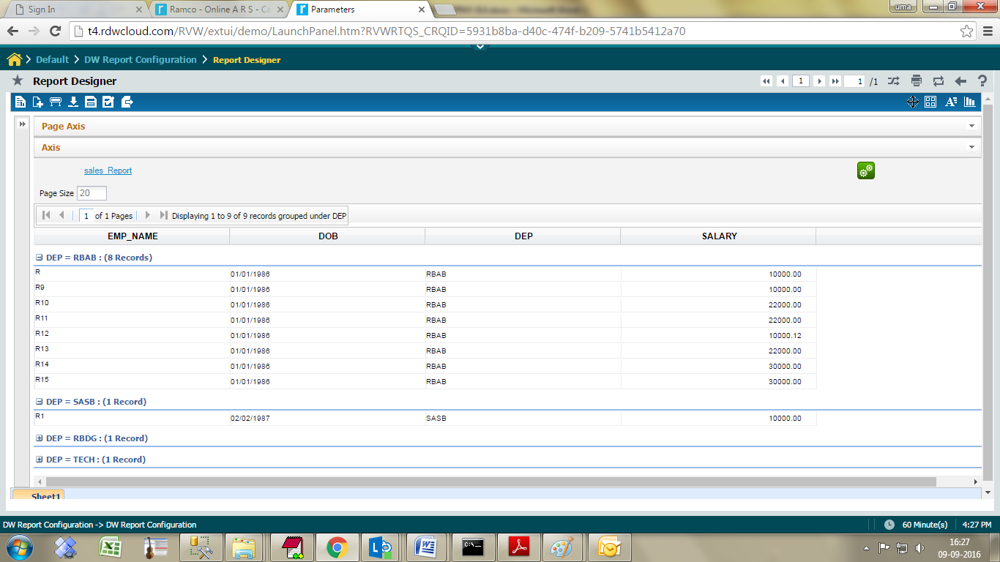 Sign In
Ramco - Online A R S - Ca
Parameters
uma
t4.rdwcloud.com/RVW/extui/demo/LaunchPanel.htm?RVWRTQS_CRQID=5931b8ba-d40c-474f-b209-5741b5412a70
Default > DW Report Configuration > Report Designer
Report Designer
1
1 /1
Page Axis
Axis
sales_Report
Page Size 20
1 of 1 Pages Displaying 1 to 9 of 9 records grouped under DEP
EMP_NAME DOB DEP SALARY
DEP = RBAB : (8 Records)
R 01/01/1986 RBAB 10000.00
R9 01/01/1986 RBAB 10000.00
R10 01/01/1986 RBAB 22000.00
R11 01/01/1986 RBAB 22000.00
R12 01/01/1986 RBAB 10000.12
R13 01/01/1986 RBAB 22000.00
R14 01/01/1986 RBAB 30000.00
R15 01/01/1986 RBAB 30000.00
DEP = SASB : (1 Record)
R1 02/02/1987 SASB 10000.00
DEP = RBDG : (1 Record)
DEP = TECH : (1 Record)
Sheet1
DW Report Configuration -> DW Report Configuration
60 Minute(s)
4:27 PM
16:27
09-09-2016